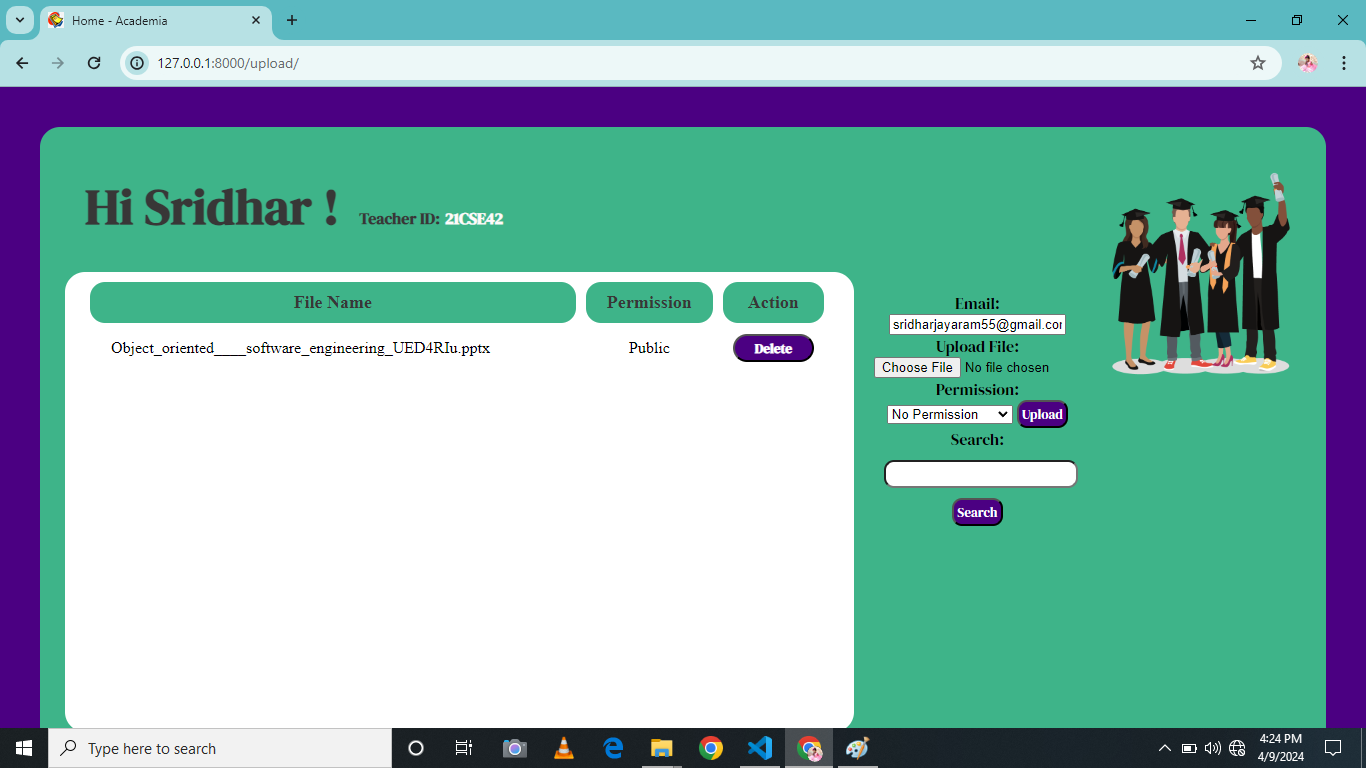 Home - Academia
127.0.0.1:8000/upload/
Hi Sridhar !
Teacher ID: 21CSE42
File Name Permission Action
Object_oriented____software_engineering_UED4RIu.pptx Public Delete
Email:
sridharjayaram55@gmail.com
Upload File:
Choose File No file chosen
Permission:
No Permission Upload
Search:
Search
Type here to search
4:24 PM
4/9/2024